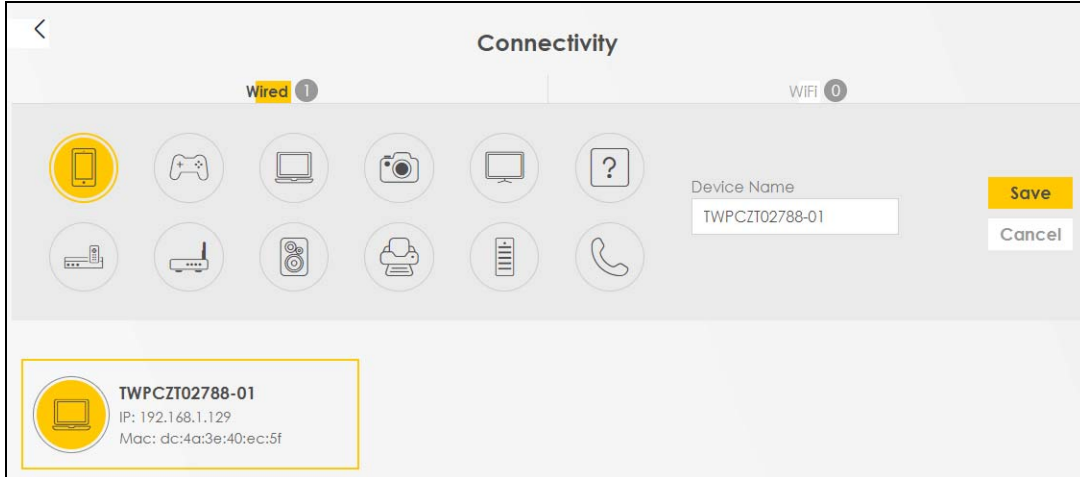 Connectivity
Wired 1
WiFi 0
?
Device Name
TWPCZT02788-01
Save
Cancel
TWPCZT02788-01
IP: 192.168.1.129
Mac: dc:4a:3e:40:ec:5f